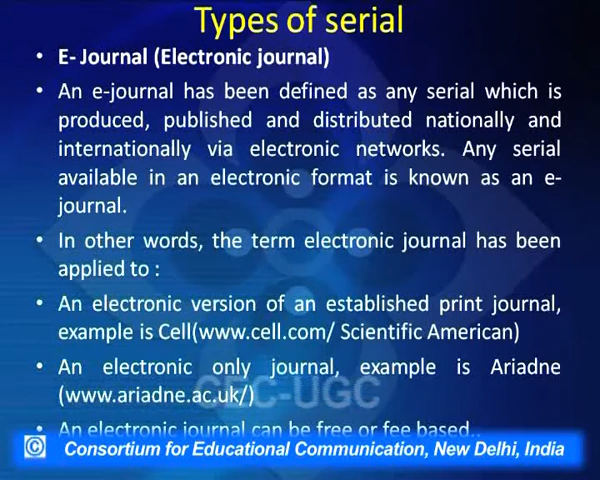 Types of serial
• E- Journal (Electronic journal)
• An e-journal has been defined as any serial which is
produced, published and distributed nationally and
internationally via electronic networks. Any serial
available in an electronic format is known as an e-
journal.
• In other words, the term electronic journal has been
applied to :
• An electronic version of an established print journal,
example is Cell(www.cell.com/ Scientific American)
• An electronic only journal, example is Ariadne
(www.ariadne.ac.uk/)
CEC-UGC
• An electronic journal can be free or fee based..
© Consortium for Educational Communication, New Delhi, India